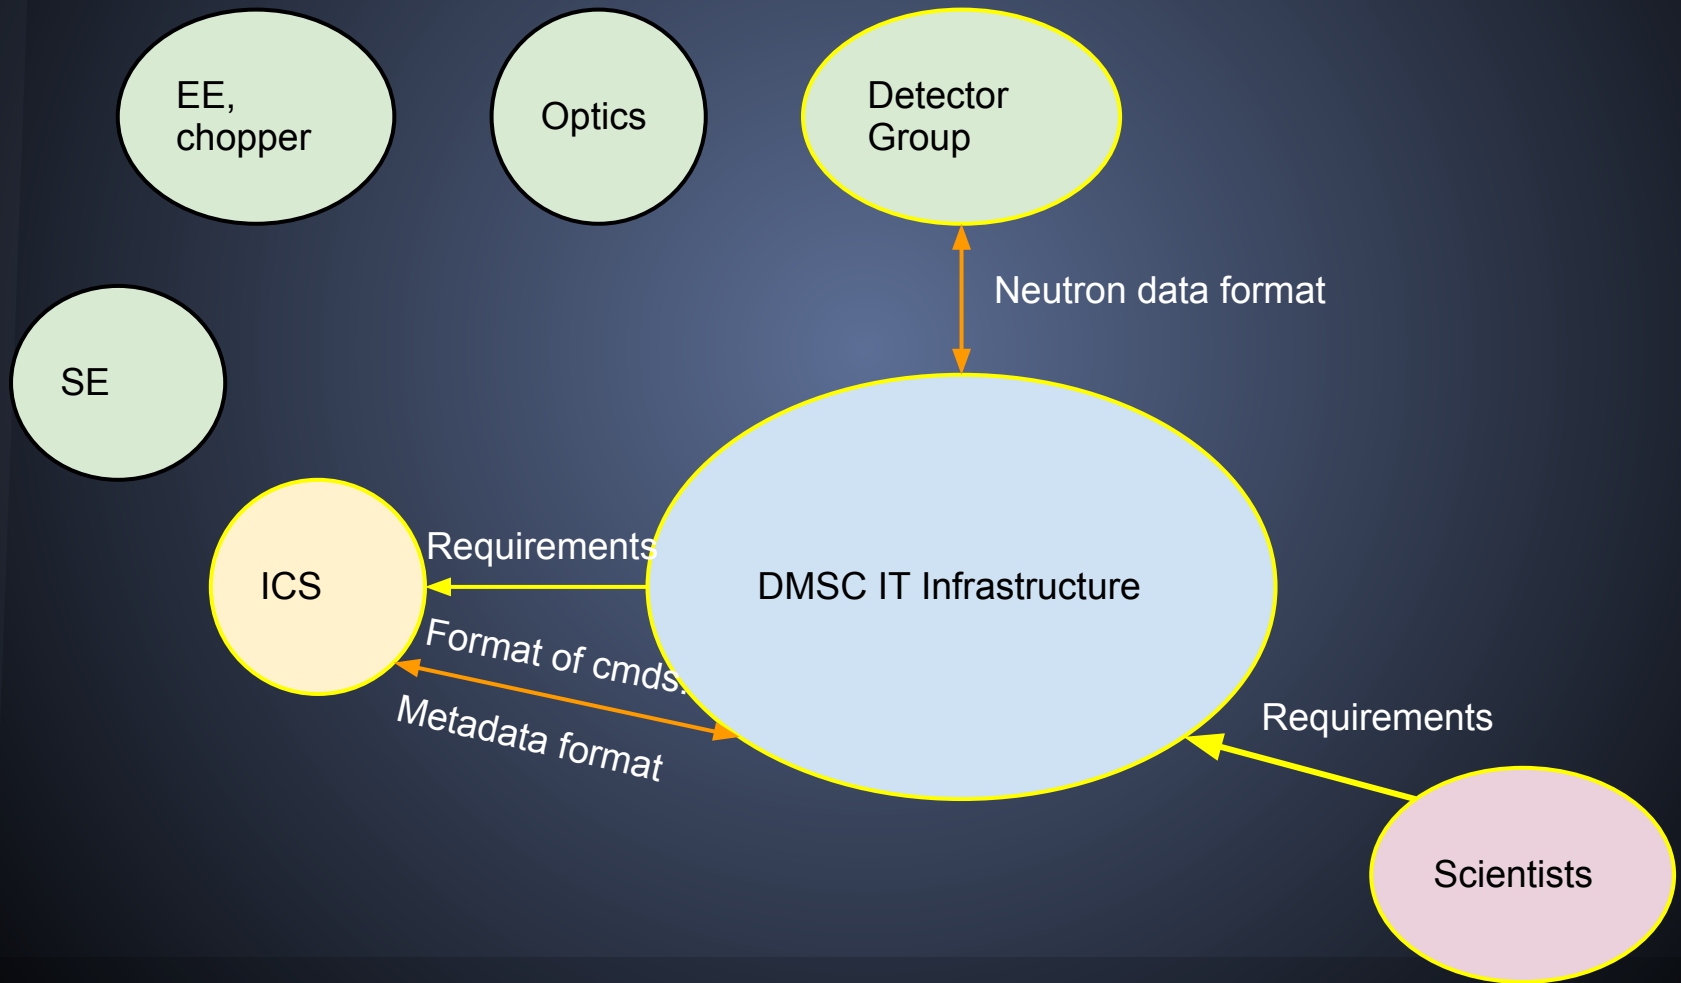 EE,
chopper
Optics
Detector
Group
Neutron data format
SE
Requirements
ICS
DMSC IT Infrastructure
Format of cmds.
Metadata format
Requirements
Scientists